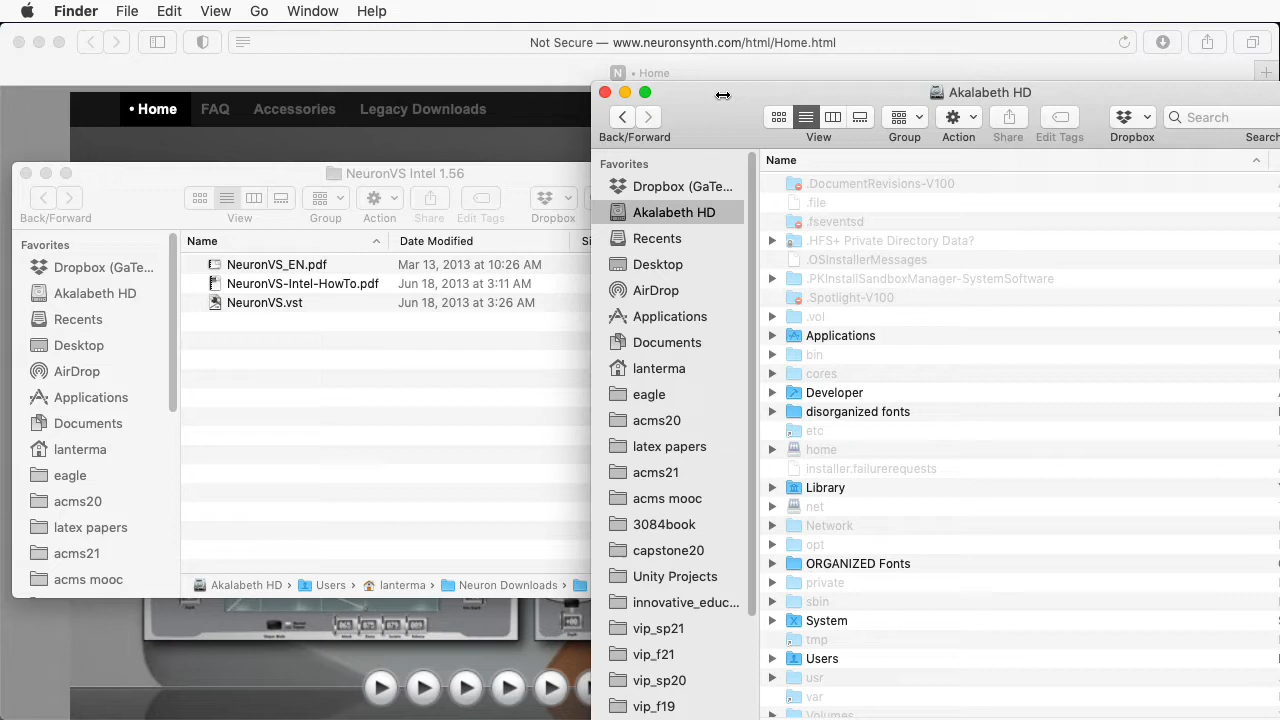 Finder File Edit View Go Window Help
Not Secure — www.neuronsynth.com/html/Home.html
N • Home
• Home FAQ Accessories Legacy Downloads
NeuronVS Intel 1.56
Back/Forward View Group Action Share Edit Tags Dropbox
Favorites
Dropbox (GaTe...
Akalabeth HD
Recents
Desktop
AirDrop
Applications
Documents
lanterma
eagle
acms20
latex papers
acms21
acms mooc
Name Date Modified Si
NeuronVS_EN.pdf Mar 13, 2013 at 10:26 AM
NeuronVS-Intel-HowTo.pdf Jun 18, 2013 at 3:11 AM
NeuronVS.vst Jun 18, 2013 at 3:26 AM
Akalabeth HD › Users › lanterma › Neuron Downloads ›
Akalabeth HD
Search
Back/Forward View Group Action Share Edit Tags Dropbox Search
Favorites
Dropbox (GaTe...
Akalabeth HD
Recents
Desktop
AirDrop
Applications
Documents
lanterma
eagle
acms20
latex papers
acms21
acms mooc
3084book
capstone20
Unity Projects
innovative_educ...
vip_sp21
vip_f21
vip_sp20
vip_f19
Name
.DocumentRevisions-V100
.file
.fseventsd
.HFS+ Private Directory Data?
.OSInstallerMessages
.PKInstallSandboxManager-SystemSoftware
.Spotlight-V100
.vol
Applications
bin
cores
Developer
disorganized fonts
etc
home
installer.failurerequests
Library
net
Network
opt
ORGANIZED Fonts
private
sbin
System
tmp
Users
usr
var
Volumes